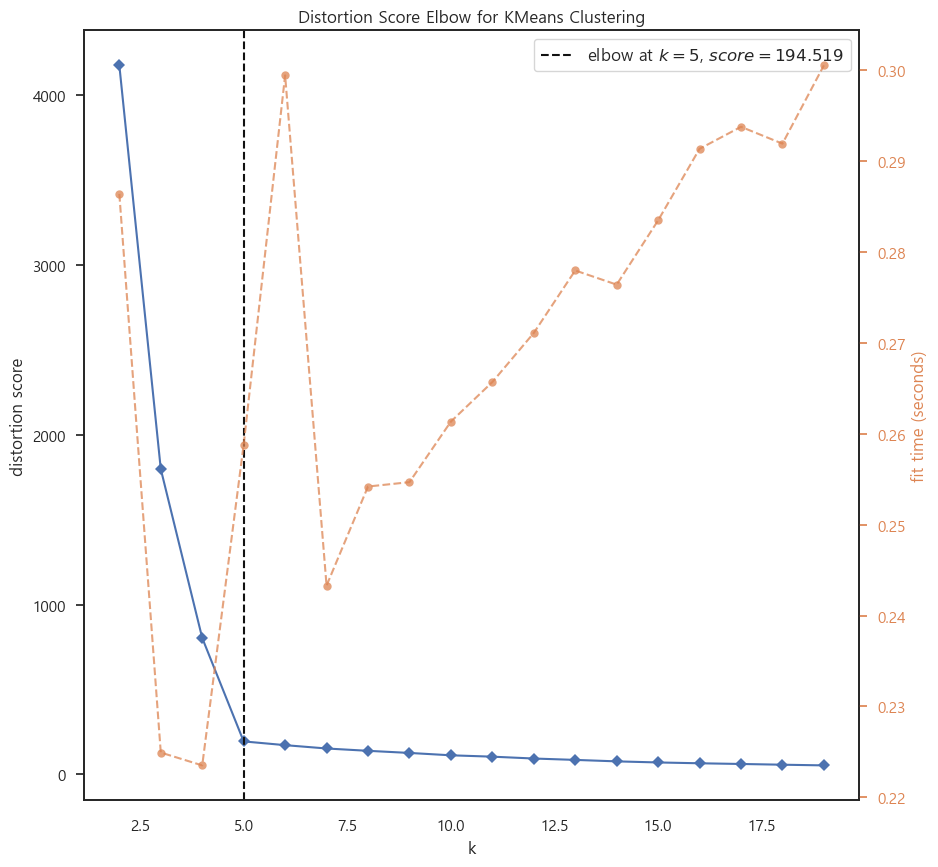 Distortion Score Elbow for KMeans Clustering
elbow at k = 5, score = 194.519
distortion score
4000
3000
2000
1000
0
2.5 5.0 7.5 10.0 12.5 15.0 17.5
k
0.30
0.29
0.28
0.27
0.26
0.25
0.24
0.23
0.22
fit time (seconds)